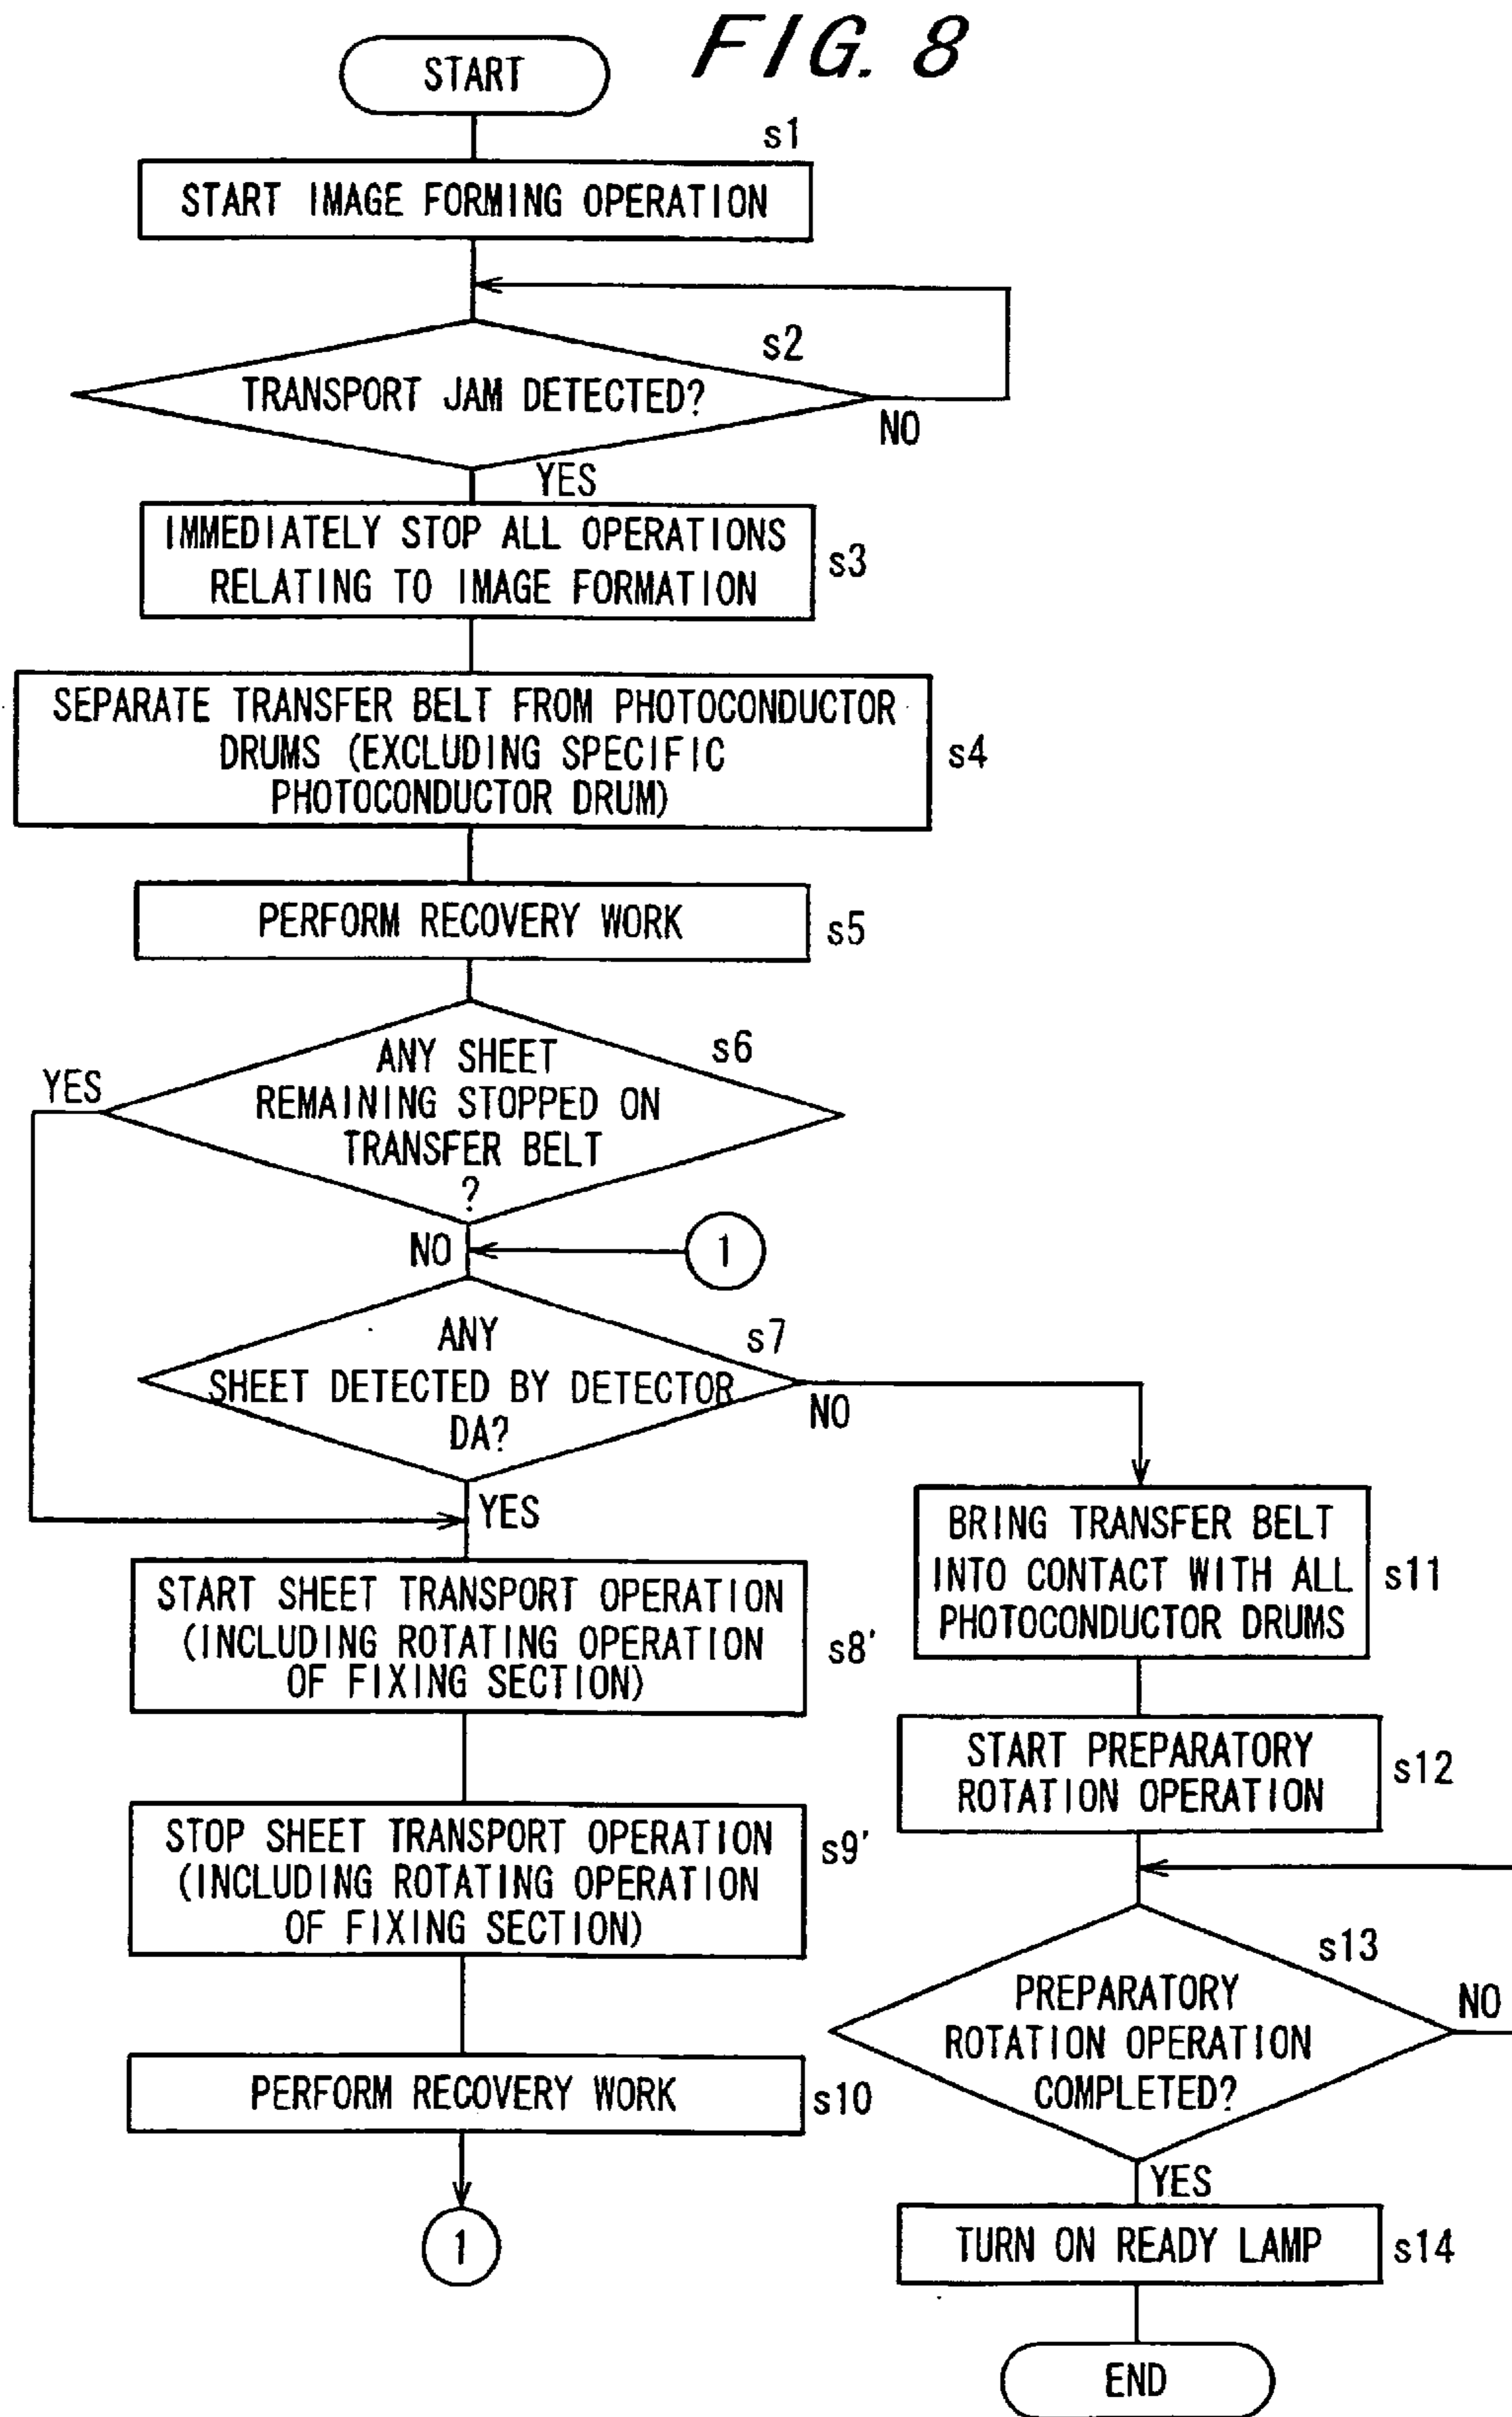 FIG. 8
START
s1
START IMAGE FORMING OPERATION
s2
TRANSPORT JAM DETECTED?
NO
YES
IMMEDIATELY STOP ALL OPERATIONS
RELATING TO IMAGE FORMATION
s3
SEPARATE TRANSFER BELT FROM PHOTOCONDUCTOR
DRUMS (EXCLUDING SPECIFIC
PHOTOCONDUCTOR DRUM)
s4
PERFORM RECOVERY WORK
s5
s6
ANY SHEET
REMAINING STOPPED ON
TRANSFER BELT
?
YES
NO
1
s7
ANY
SHEET DETECTED BY DETECTOR
DA?
NO
YES
START SHEET TRANSPORT OPERATION
(INCLUDING ROTATING OPERATION
OF FIXING SECTION)
s8'
STOP SHEET TRANSPORT OPERATION
(INCLUDING ROTATING OPERATION
OF FIXING SECTION)
s9'
PERFORM RECOVERY WORK
s10
1
BRING TRANSFER BELT
INTO CONTACT WITH ALL
PHOTOCONDUCTOR DRUMS
s11
START PREPARATORY
ROTATION OPERATION
s12
s13
PREPARATORY
ROTATION OPERATION
COMPLETED?
NO
YES
TURN ON READY LAMP
s14
END